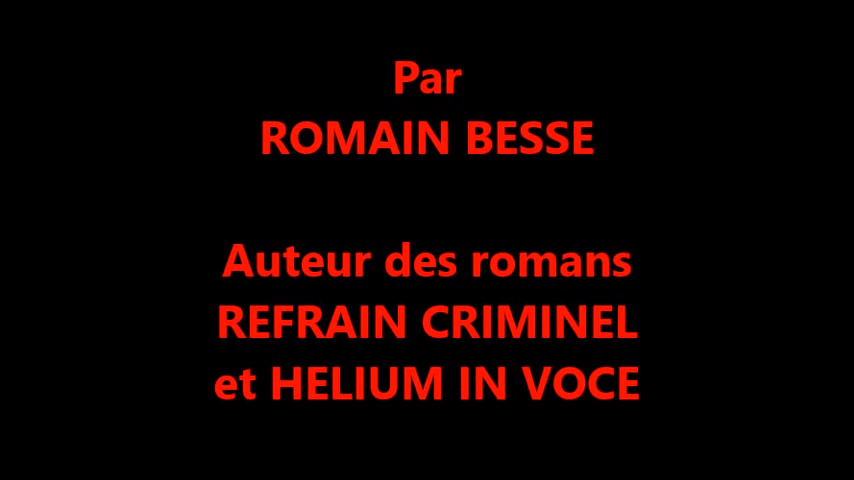 Par
ROMAIN BESSE
Auteur des romans
REFRAIN CRIMINEL
et HELIUM IN VOCE